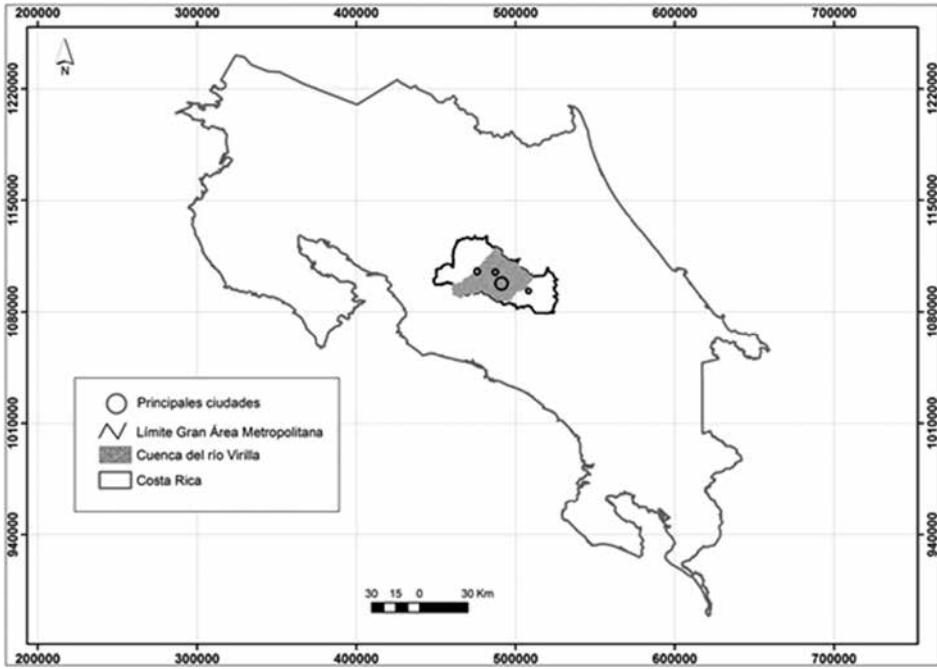 200000 300000 400000 500000 600000 700000
N
1220000 1220000
1150000 1150000
1080000 1080000
Principales ciudades
Límite Gran Área Metropolitana
Cuenca del río Virilla
Costa Rica
1010000 1010000
940000 940000
30 15 0 30 Km
200000 300000 400000 500000 600000 700000